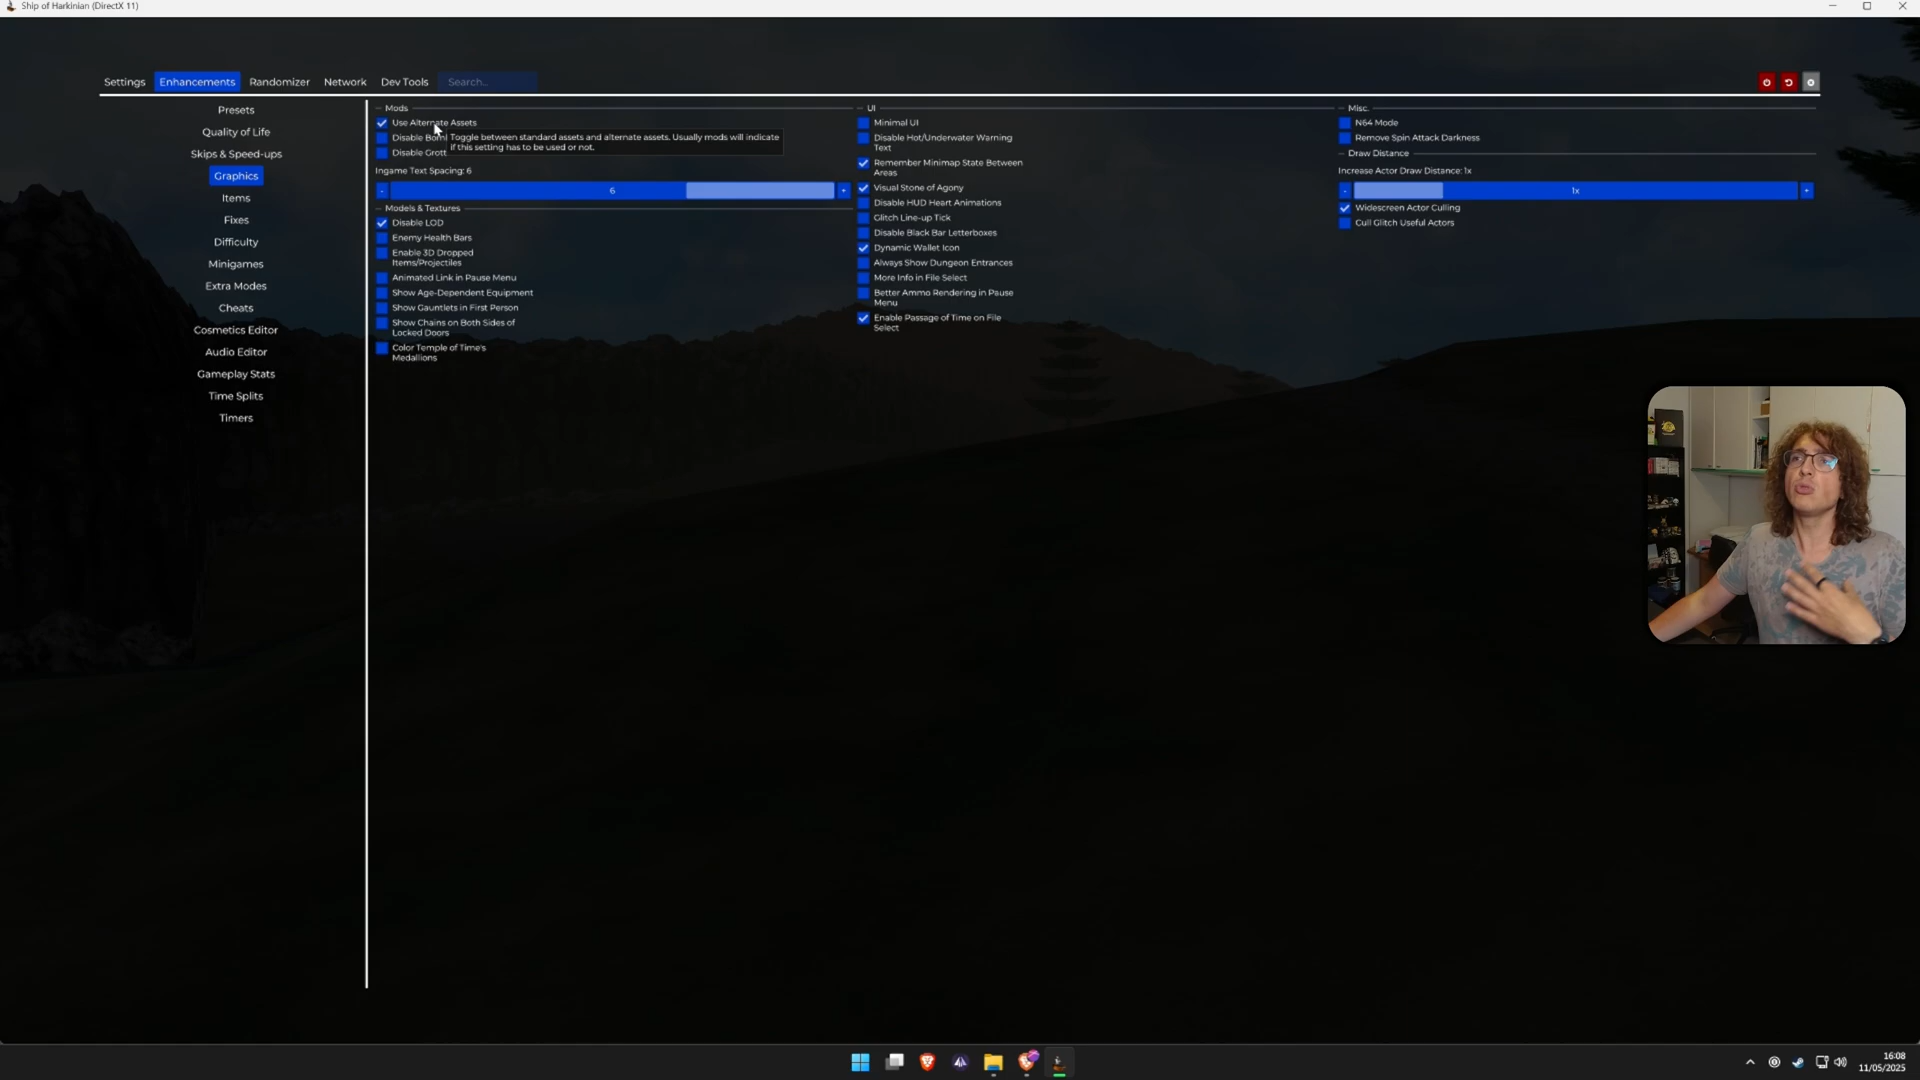 Ship of Harkinian (DirectX 11)
Settings
Enhancements
Randomizer
Network
Dev Tools
Search...
Presets
Quality of Life
Skips & Speed-ups
Graphics
Items
Fixes
Difficulty
Minigames
Extra Modes
Cheats
Cosmetics Editor
Audio Editor
Gameplay Stats
Time Splits
Timers
Mods
Use Alternate Assets
Disable Bom
Toggle between standard assets and alternate assets. Usually mods will indicate
if this setting has to be used or not.
Disable Grott
Ingame Text Spacing: 6
-
6
+
Models & Textures
Disable LOD
Enemy Health Bars
Enable 3D Dropped
Items/Projectiles
Animated Link in Pause Menu
Show Age-Dependent Equipment
Show Gauntlets in First Person
Show Chains on Both Sides of
Locked Doors
Color Temple of Time's
Medallions
UI
Minimal UI
Disable Hot/Underwater Warning
Text
Remember Minimap State Between
Areas
Visual Stone of Agony
Disable HUD Heart Animations
Glitch Line-up Tick
Disable Black Bar Letterboxes
Dynamic Wallet Icon
Always Show Dungeon Entrances
More Info in File Select
Better Ammo Rendering in Pause
Menu
Enable Passage of Time on File
Select
Misc.
N64 Mode
Remove Spin Attack Darkness
Draw Distance
Increase Actor Draw Distance: 1x
-
1x
+
Widescreen Actor Culling
Cull Glitch Useful Actors
16:08
11/05/2025